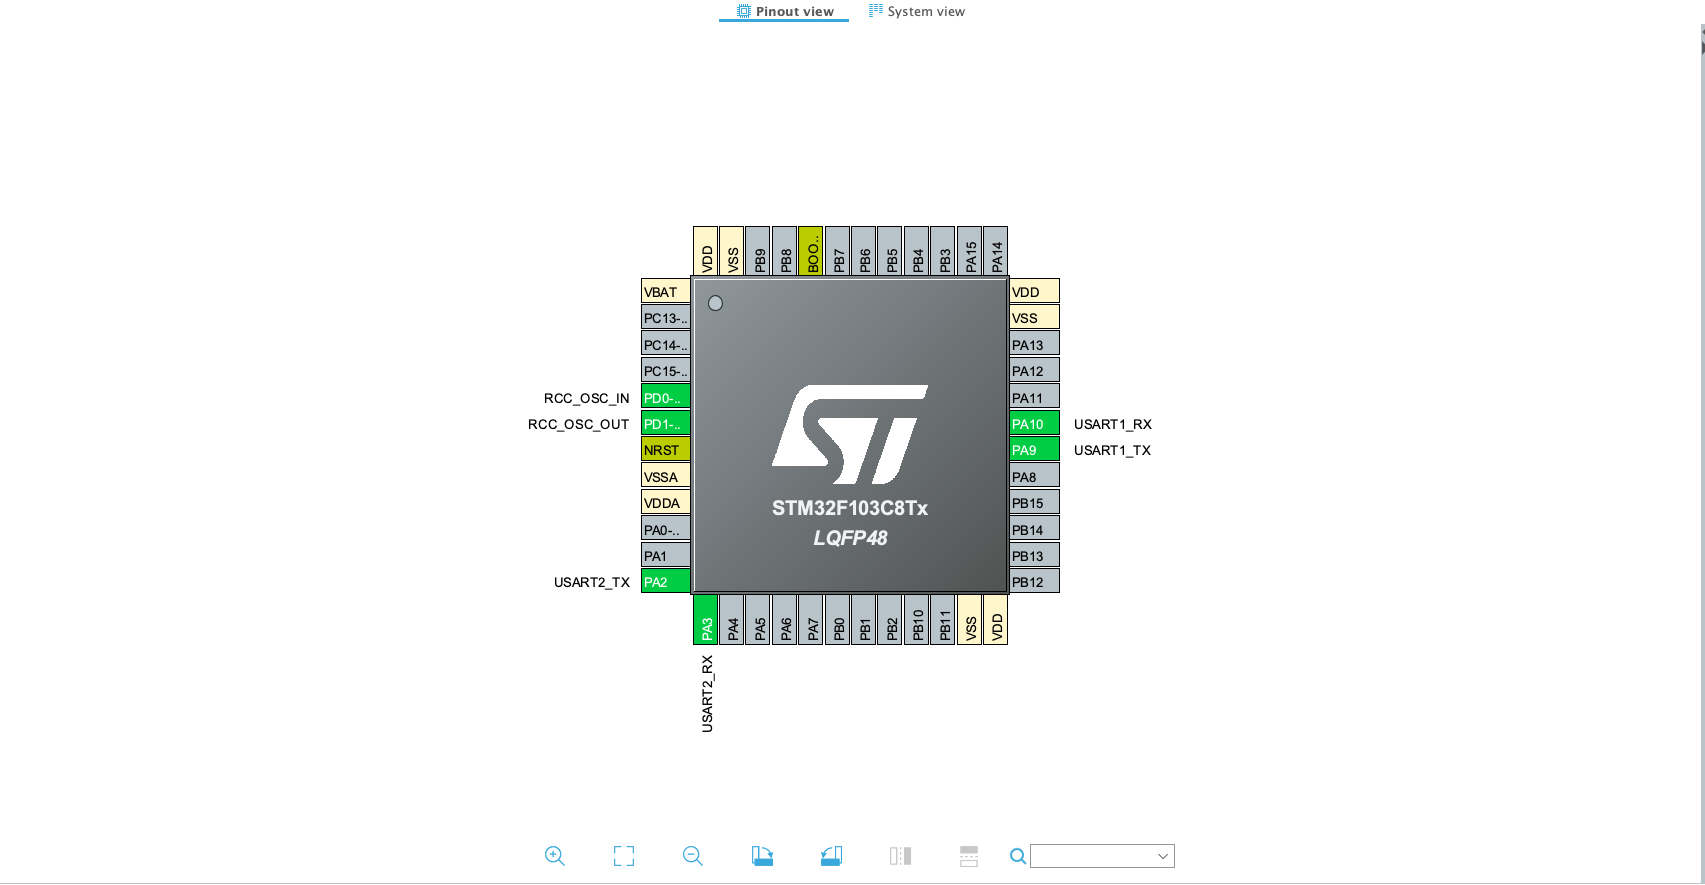 Pinout view
System view
VDD
VSS
PB9
PB8
BOO..
PB7
PB6
PB5
PB4
PB3
PA15
PA14
VBAT
PC13-..
PC14-..
PC15-..
RCC_OSC_IN PD0-..
RCC_OSC_OUT PD1-..
NRST
VSSA
VDDA
PA0-..
PA1
USART2_TX PA2
ST
STM32F103C8Tx
LQFP48
VDD
VSS
PA13
PA12
PA11
PA10 USART1_RX
PA9 USART1_TX
PA8
PB15
PB14
PB13
PB12
PA3
PA4
PA5
PA6
PA7
PB0
PB1
PB2
PB10
PB11
VSS
VDD
USART2_RX